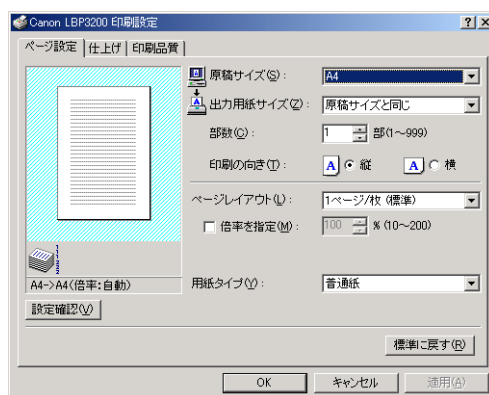 Canon LBP3200 印刷設定
ページ設定 仕上げ 印刷品質
原稿サイズ(S): A4
出力用紙サイズ(Z): 原稿サイズと同じ
部数(C): 1 部(1～999)
印刷の向き(T): A 縦 A 横
ページレイアウト(L): 1ページ/枚 (標準)
倍率を指定(M): 100 % (10～200)
1
2
3
A4->A4(倍率:自動)
用紙タイプ(Y): 普通紙
設定確認(V)
標準に戻す(R)
OK キャンセル 適用(A)